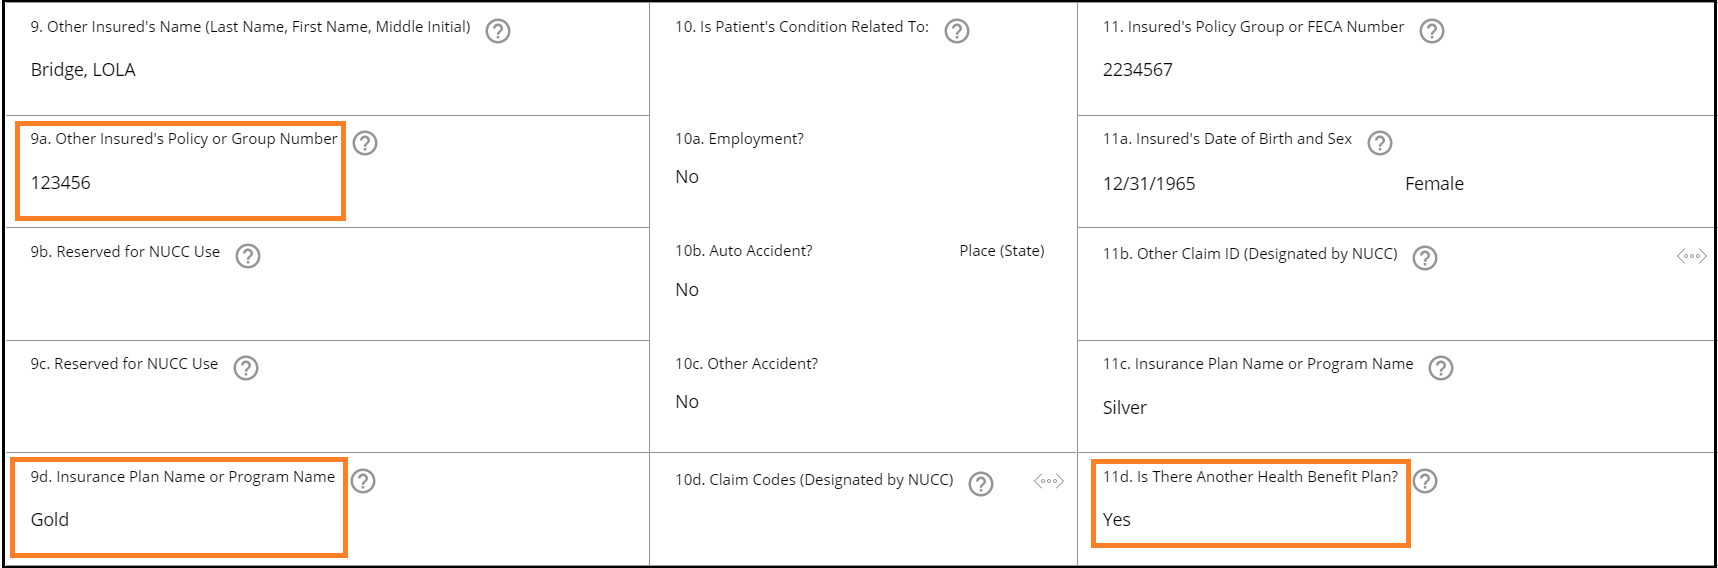 9. Other Insured's Name (Last Name, First Name, Middle Initial)
Bridge, LOLA
10. Is Patient's Condition Related To:
11. Insured's Policy Group or FECA Number
2234567
9a. Other Insured's Policy or Group Number
123456
10a. Employment?
No
11a. Insured's Date of Birth and Sex
12/31/1965 Female
9b. Reserved for NUCC Use
10b. Auto Accident? Place (State)
No
11b. Other Claim ID (Designated by NUCC)
9c. Reserved for NUCC Use
10c. Other Accident?
No
11c. Insurance Plan Name or Program Name
Silver
9d. Insurance Plan Name or Program Name
Gold
10d. Claim Codes (Designated by NUCC)
11d. Is There Another Health Benefit Plan?
Yes